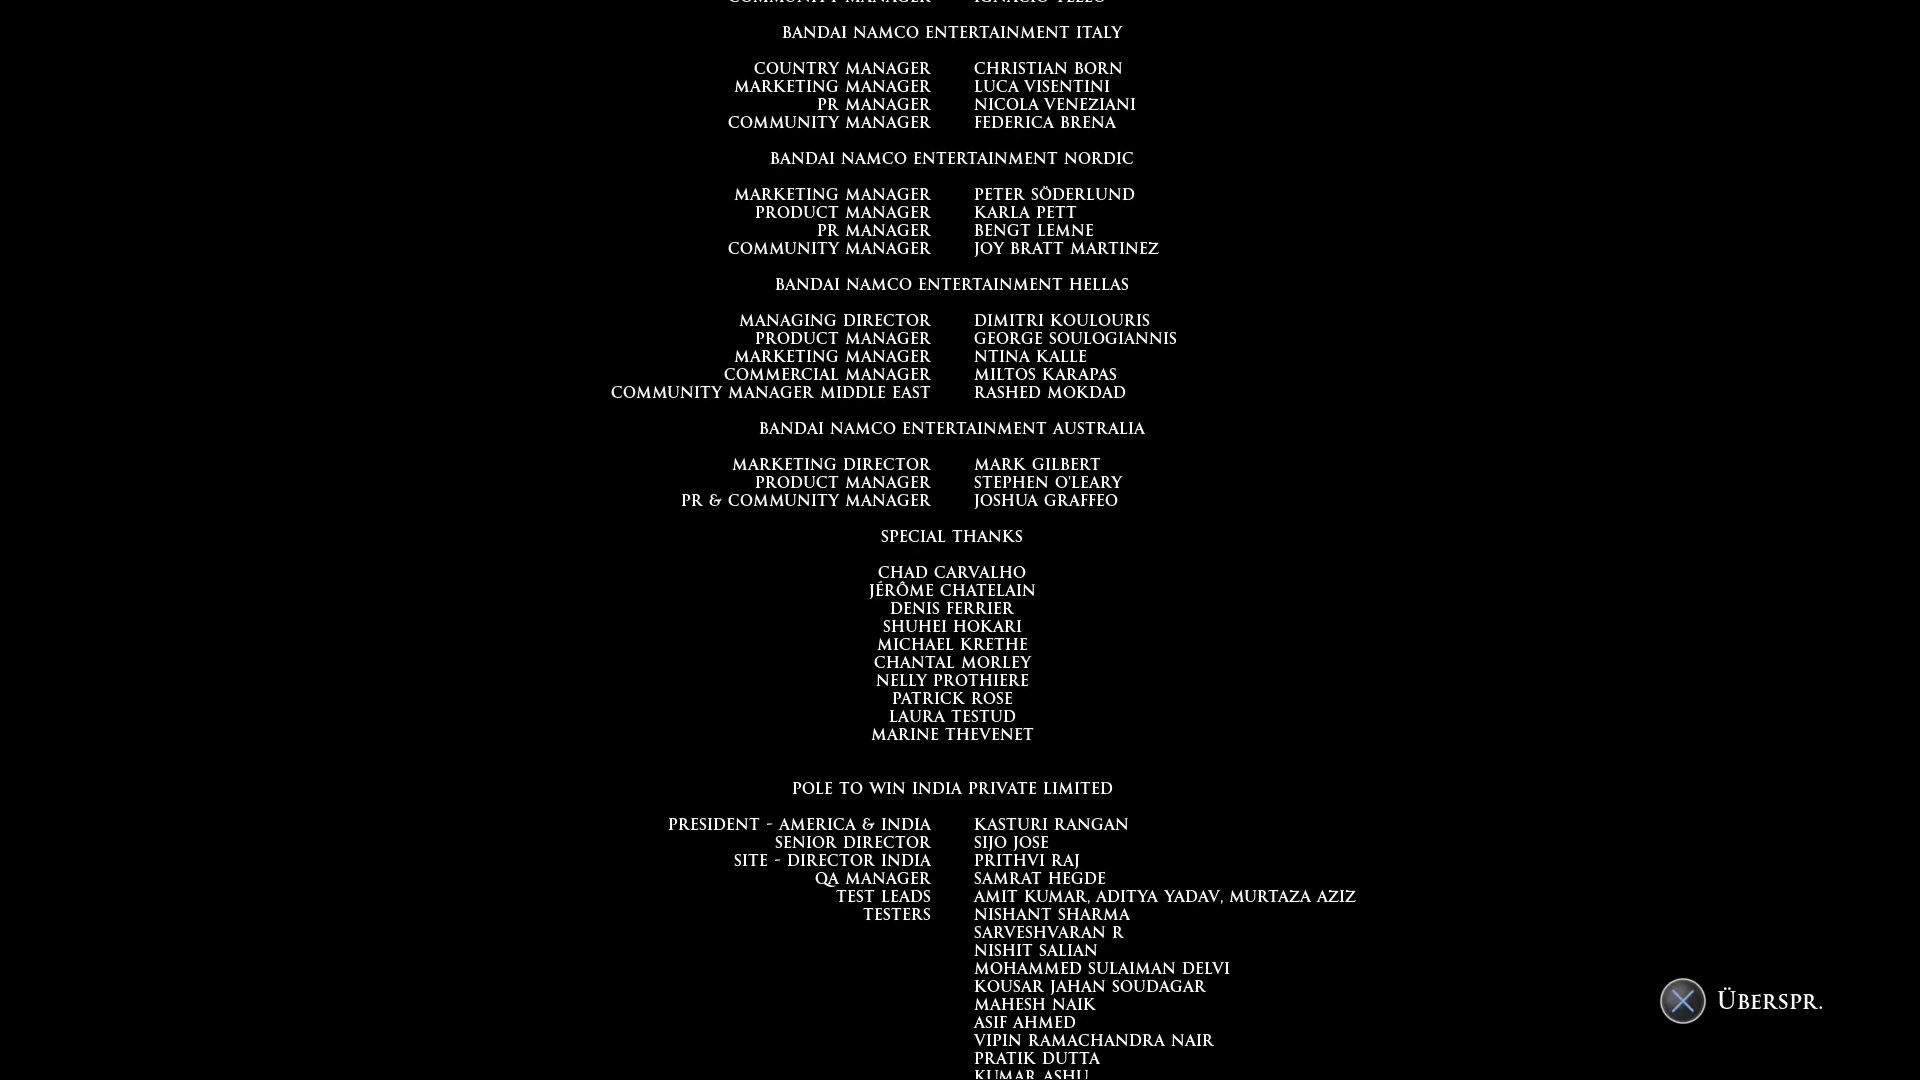 COMMUNITY MANAGER IGNACIO TELLO
BANDAI NAMCO ENTERTAINMENT ITALY
COUNTRY MANAGER CHRISTIAN BORN
MARKETING MANAGER LUCA VISENTINI
PR MANAGER NICOLA VENEZIANI
COMMUNITY MANAGER FEDERICA BRENA
BANDAI NAMCO ENTERTAINMENT NORDIC
MARKETING MANAGER PETER SÖDERLUND
PRODUCT MANAGER KARLA PETT
PR MANAGER BENGT LEMNE
COMMUNITY MANAGER JOY BRATT MARTINEZ
BANDAI NAMCO ENTERTAINMENT HELLAS
MANAGING DIRECTOR DIMITRI KOULOURIS
PRODUCT MANAGER GEORGE SOULOGIANNIS
MARKETING MANAGER NTINA KALLE
COMMERCIAL MANAGER MILTOS KARAPAS
COMMUNITY MANAGER MIDDLE EAST RASHED MOKDAD
BANDAI NAMCO ENTERTAINMENT AUSTRALIA
MARKETING DIRECTOR MARK GILBERT
PRODUCT MANAGER STEPHEN O'LEARY
PR & COMMUNITY MANAGER JOSHUA GRAFFEO
SPECIAL THANKS
CHAD CARVALHO
JÉRÔME CHATELAIN
DENIS FERRIER
SHUHEI HOKARI
MICHAEL KRETHE
CHANTAL MORLEY
NELLY PROTHIERE
PATRICK ROSE
LAURA TESTUD
MARINE THEVENET
POLE TO WIN INDIA PRIVATE LIMITED
PRESIDENT - AMERICA & INDIA KASTURI RANGAN
SENIOR DIRECTOR SIJO JOSE
SITE - DIRECTOR INDIA PRITHVI RAJ
QA MANAGER SAMRAT HEGDE
TEST LEADS AMIT KUMAR, ADITYA YADAV, MURTAZA AZIZ
TESTERS NISHANT SHARMA
SARVESHVARAN R
NISHIT SALIAN
MOHAMMED SULAIMAN DELVI
KOUSAR JAHAN SOUDAGAR
MAHESH NAIK
ASIF AHMED
VIPIN RAMACHANDRA NAIR
PRATIK DUTTA
KUMAR ASHU
ÜBERSPR.